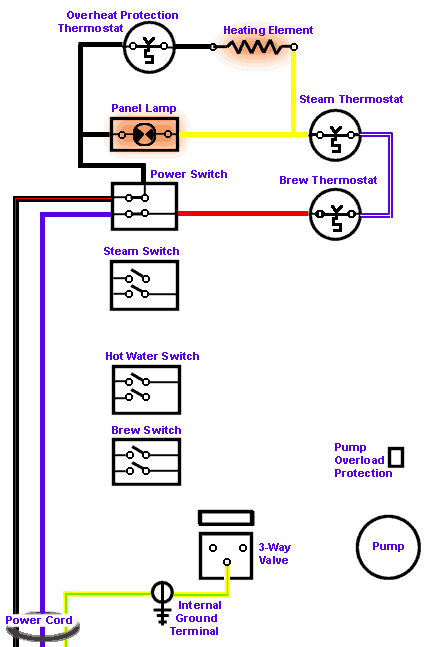 Overheat Protection
Thermostat
Heating Element
Panel Lamp
Steam Thermostat
Power Switch
Brew Thermostat
Steam Switch
Hot Water Switch
Brew Switch
Pump
Overload
Protection
3-Way
Valve
Pump
Internal
Ground
Terminal
Power Cord